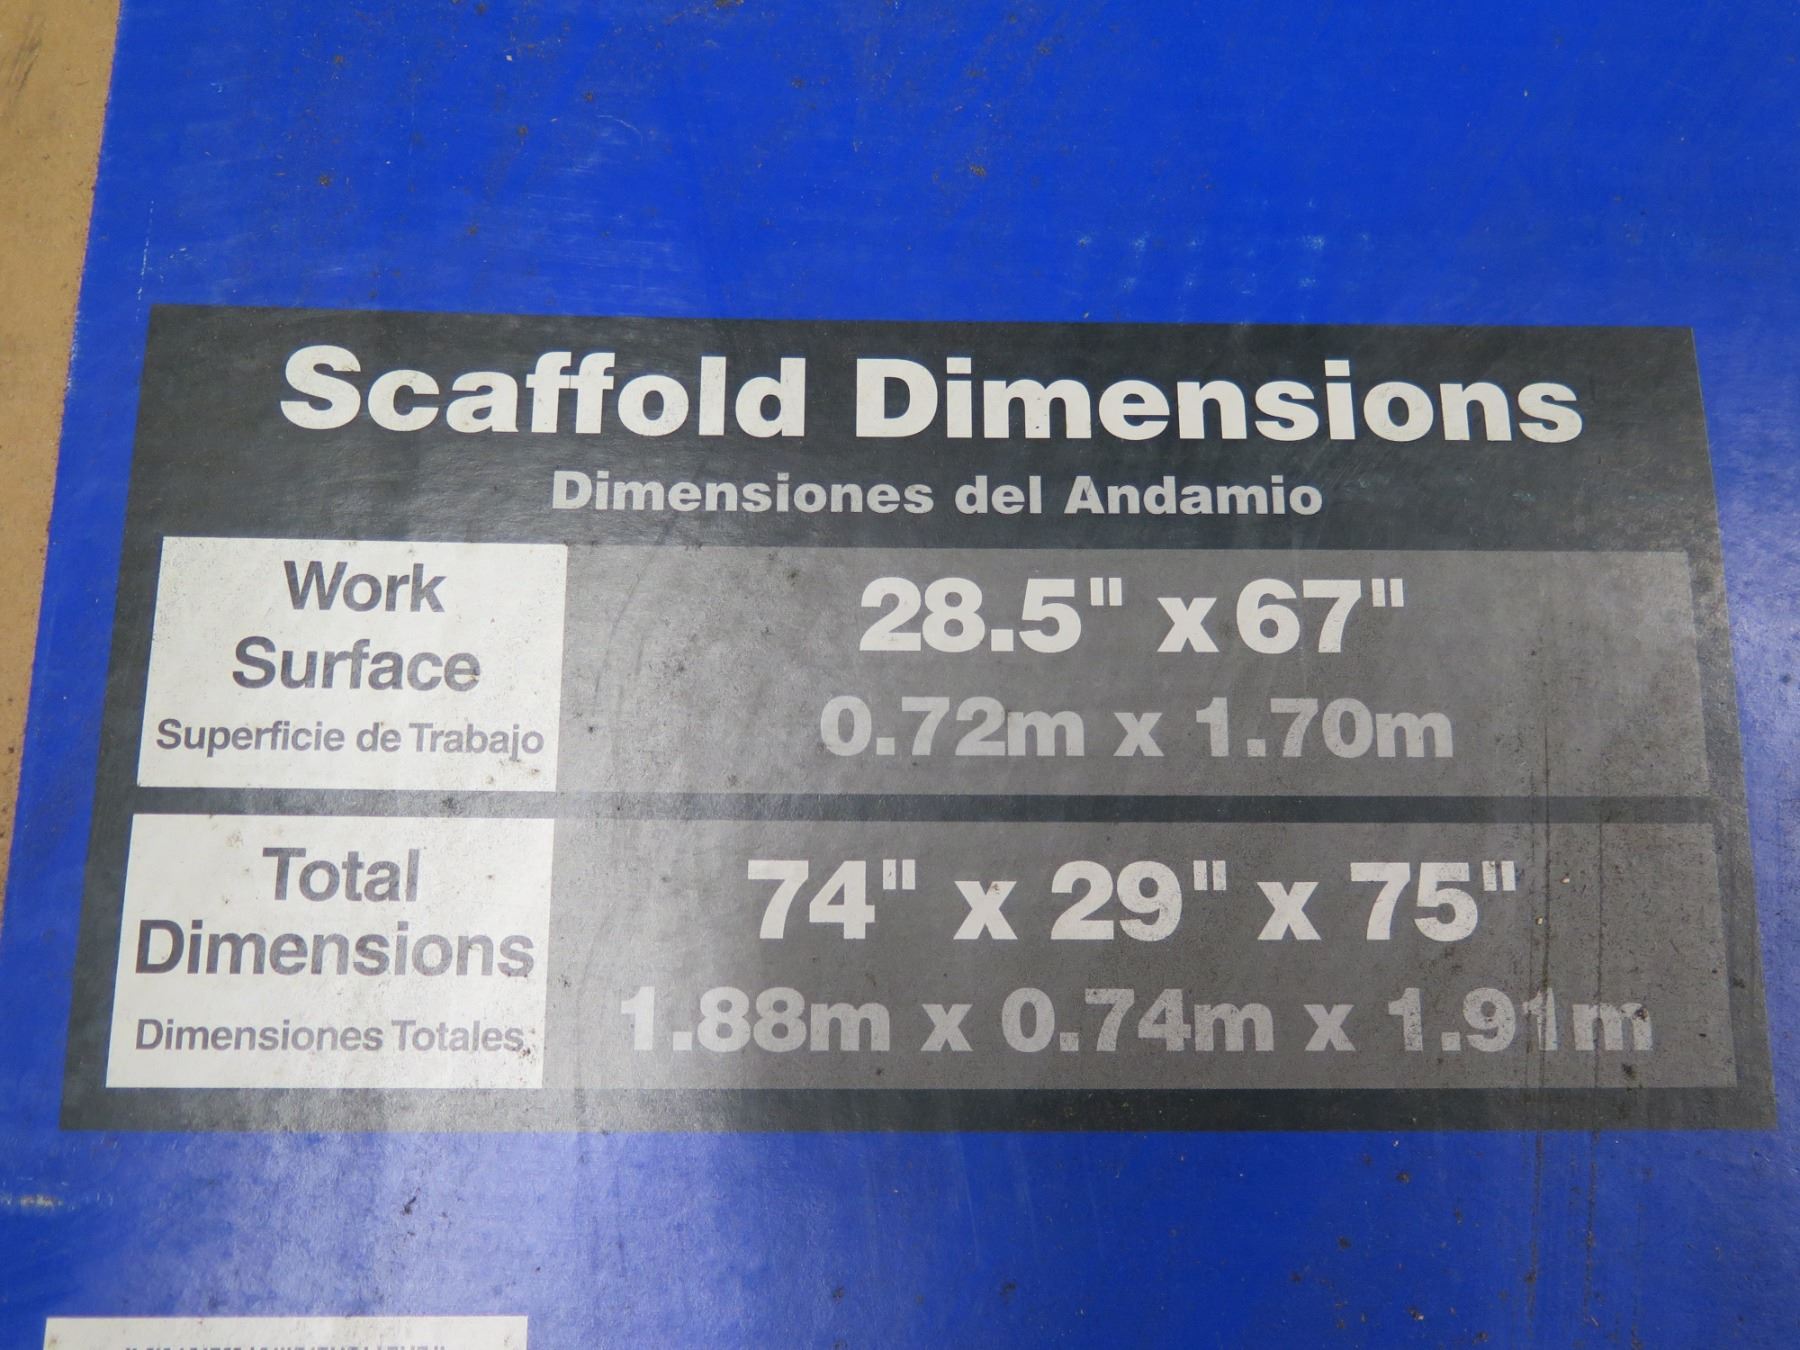 Scaffold Dimensions
Dimensiones del Andamio
Work
Surface
Superficie de Trabajo
28.5" x 67"
0.72m x 1.70m
Total
Dimensions
Dimensiones Totales
74" x 29" x 75"
1.88m x 0.74m x 1.91m